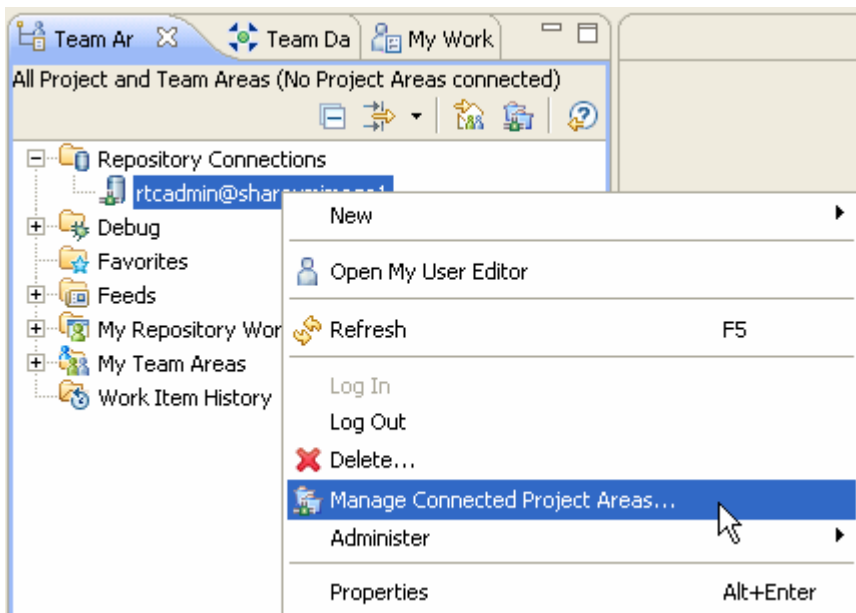 Team Ar Team Da My Work
All Project and Team Areas (No Project Areas connected)
Repository Connections
Debug
Favorites
Feeds
My Repository Wor
My Team Areas
Work Item History
New
Open My User Editor
Refresh F5
Log In
Log Out
Delete...
Manage Connected Project Areas...
Administer
Properties Alt+Enter